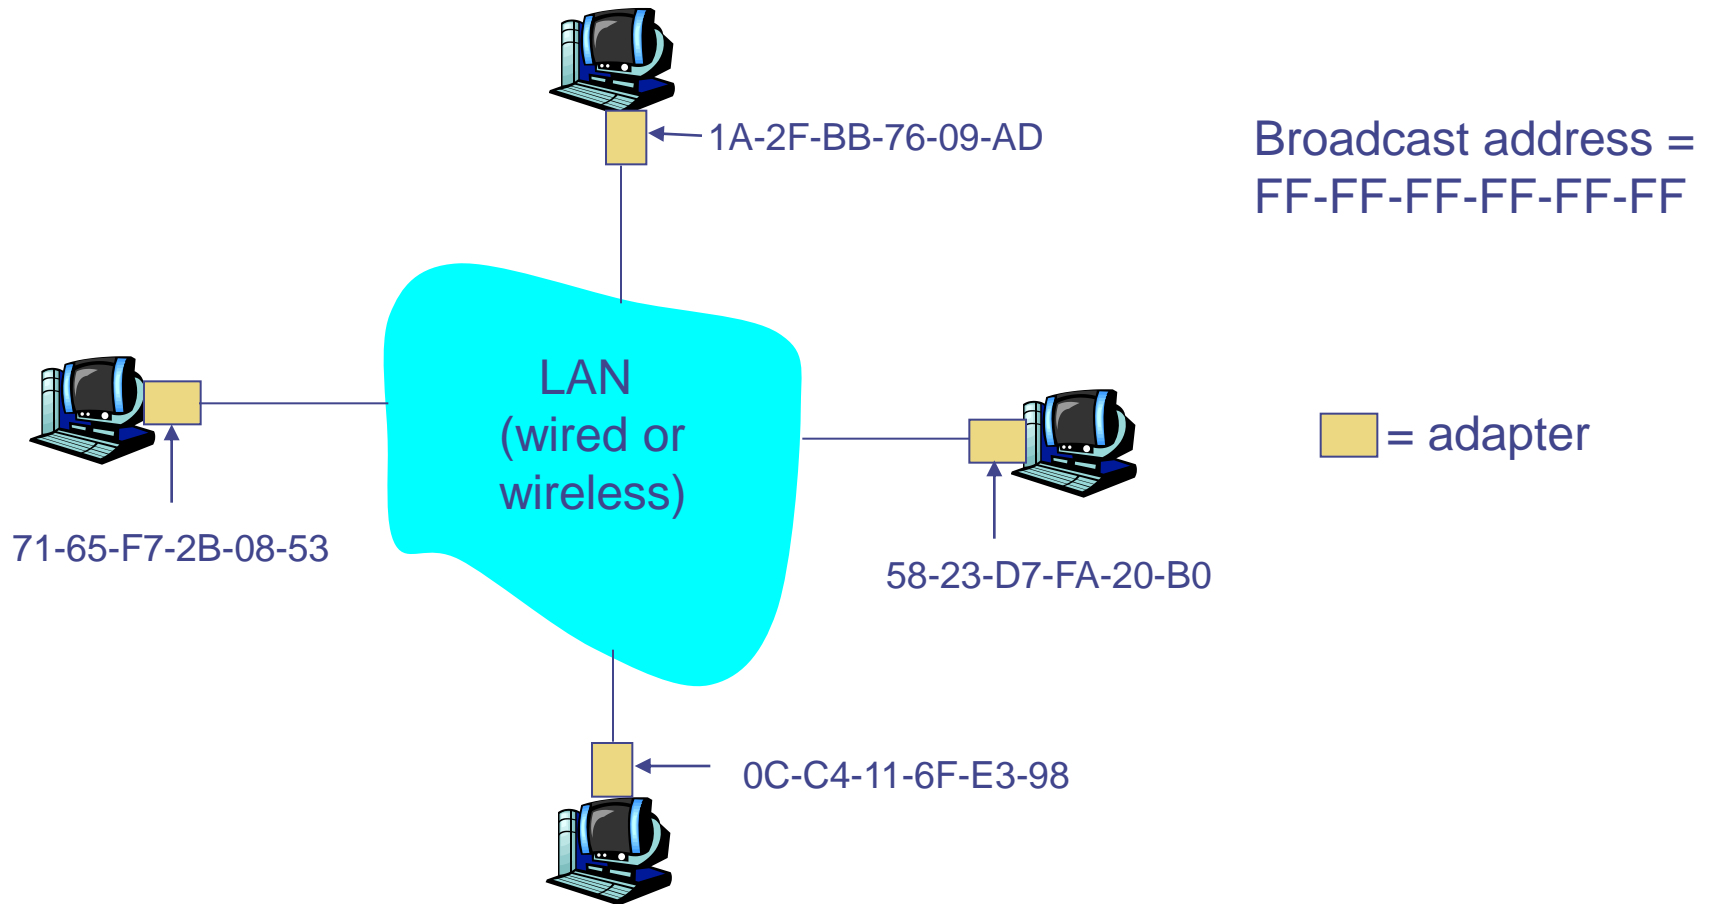 1A-2F-BB-76-09-AD
Broadcast address =
FF-FF-FF-FF-FF-FF
LAN
(wired or
wireless)
= adapter
71-65-F7-2B-08-53
58-23-D7-FA-20-B0
0C-C4-11-6F-E3-98